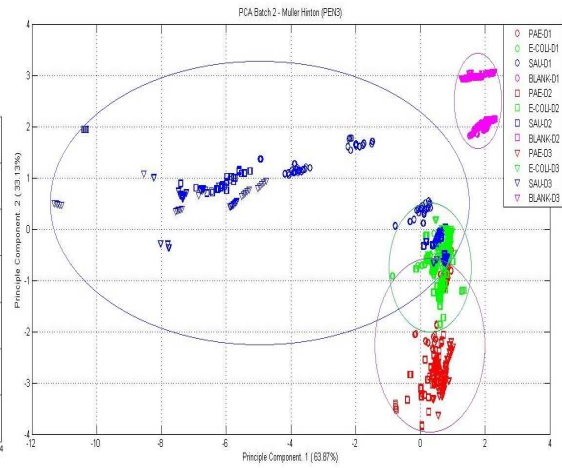 PCA Batch 2 - Muller Hinton (PEN3)
4
3
2
1
0
-1
-2
-3
-4
Principle Component. 2 ( 33.13%)
-12
-10
-8
-6
-4
-2
0
2
4
Principle Component. 1 ( 63.87%)
PAE-D1
E-COLI-D1
SAU-D1
BLANK-D1
PAE-D2
E-COLI-D2
SAU-D2
BLANK-D2
PAE-D3
E-COLI-D3
SAU-D3
BLANK-D3
4